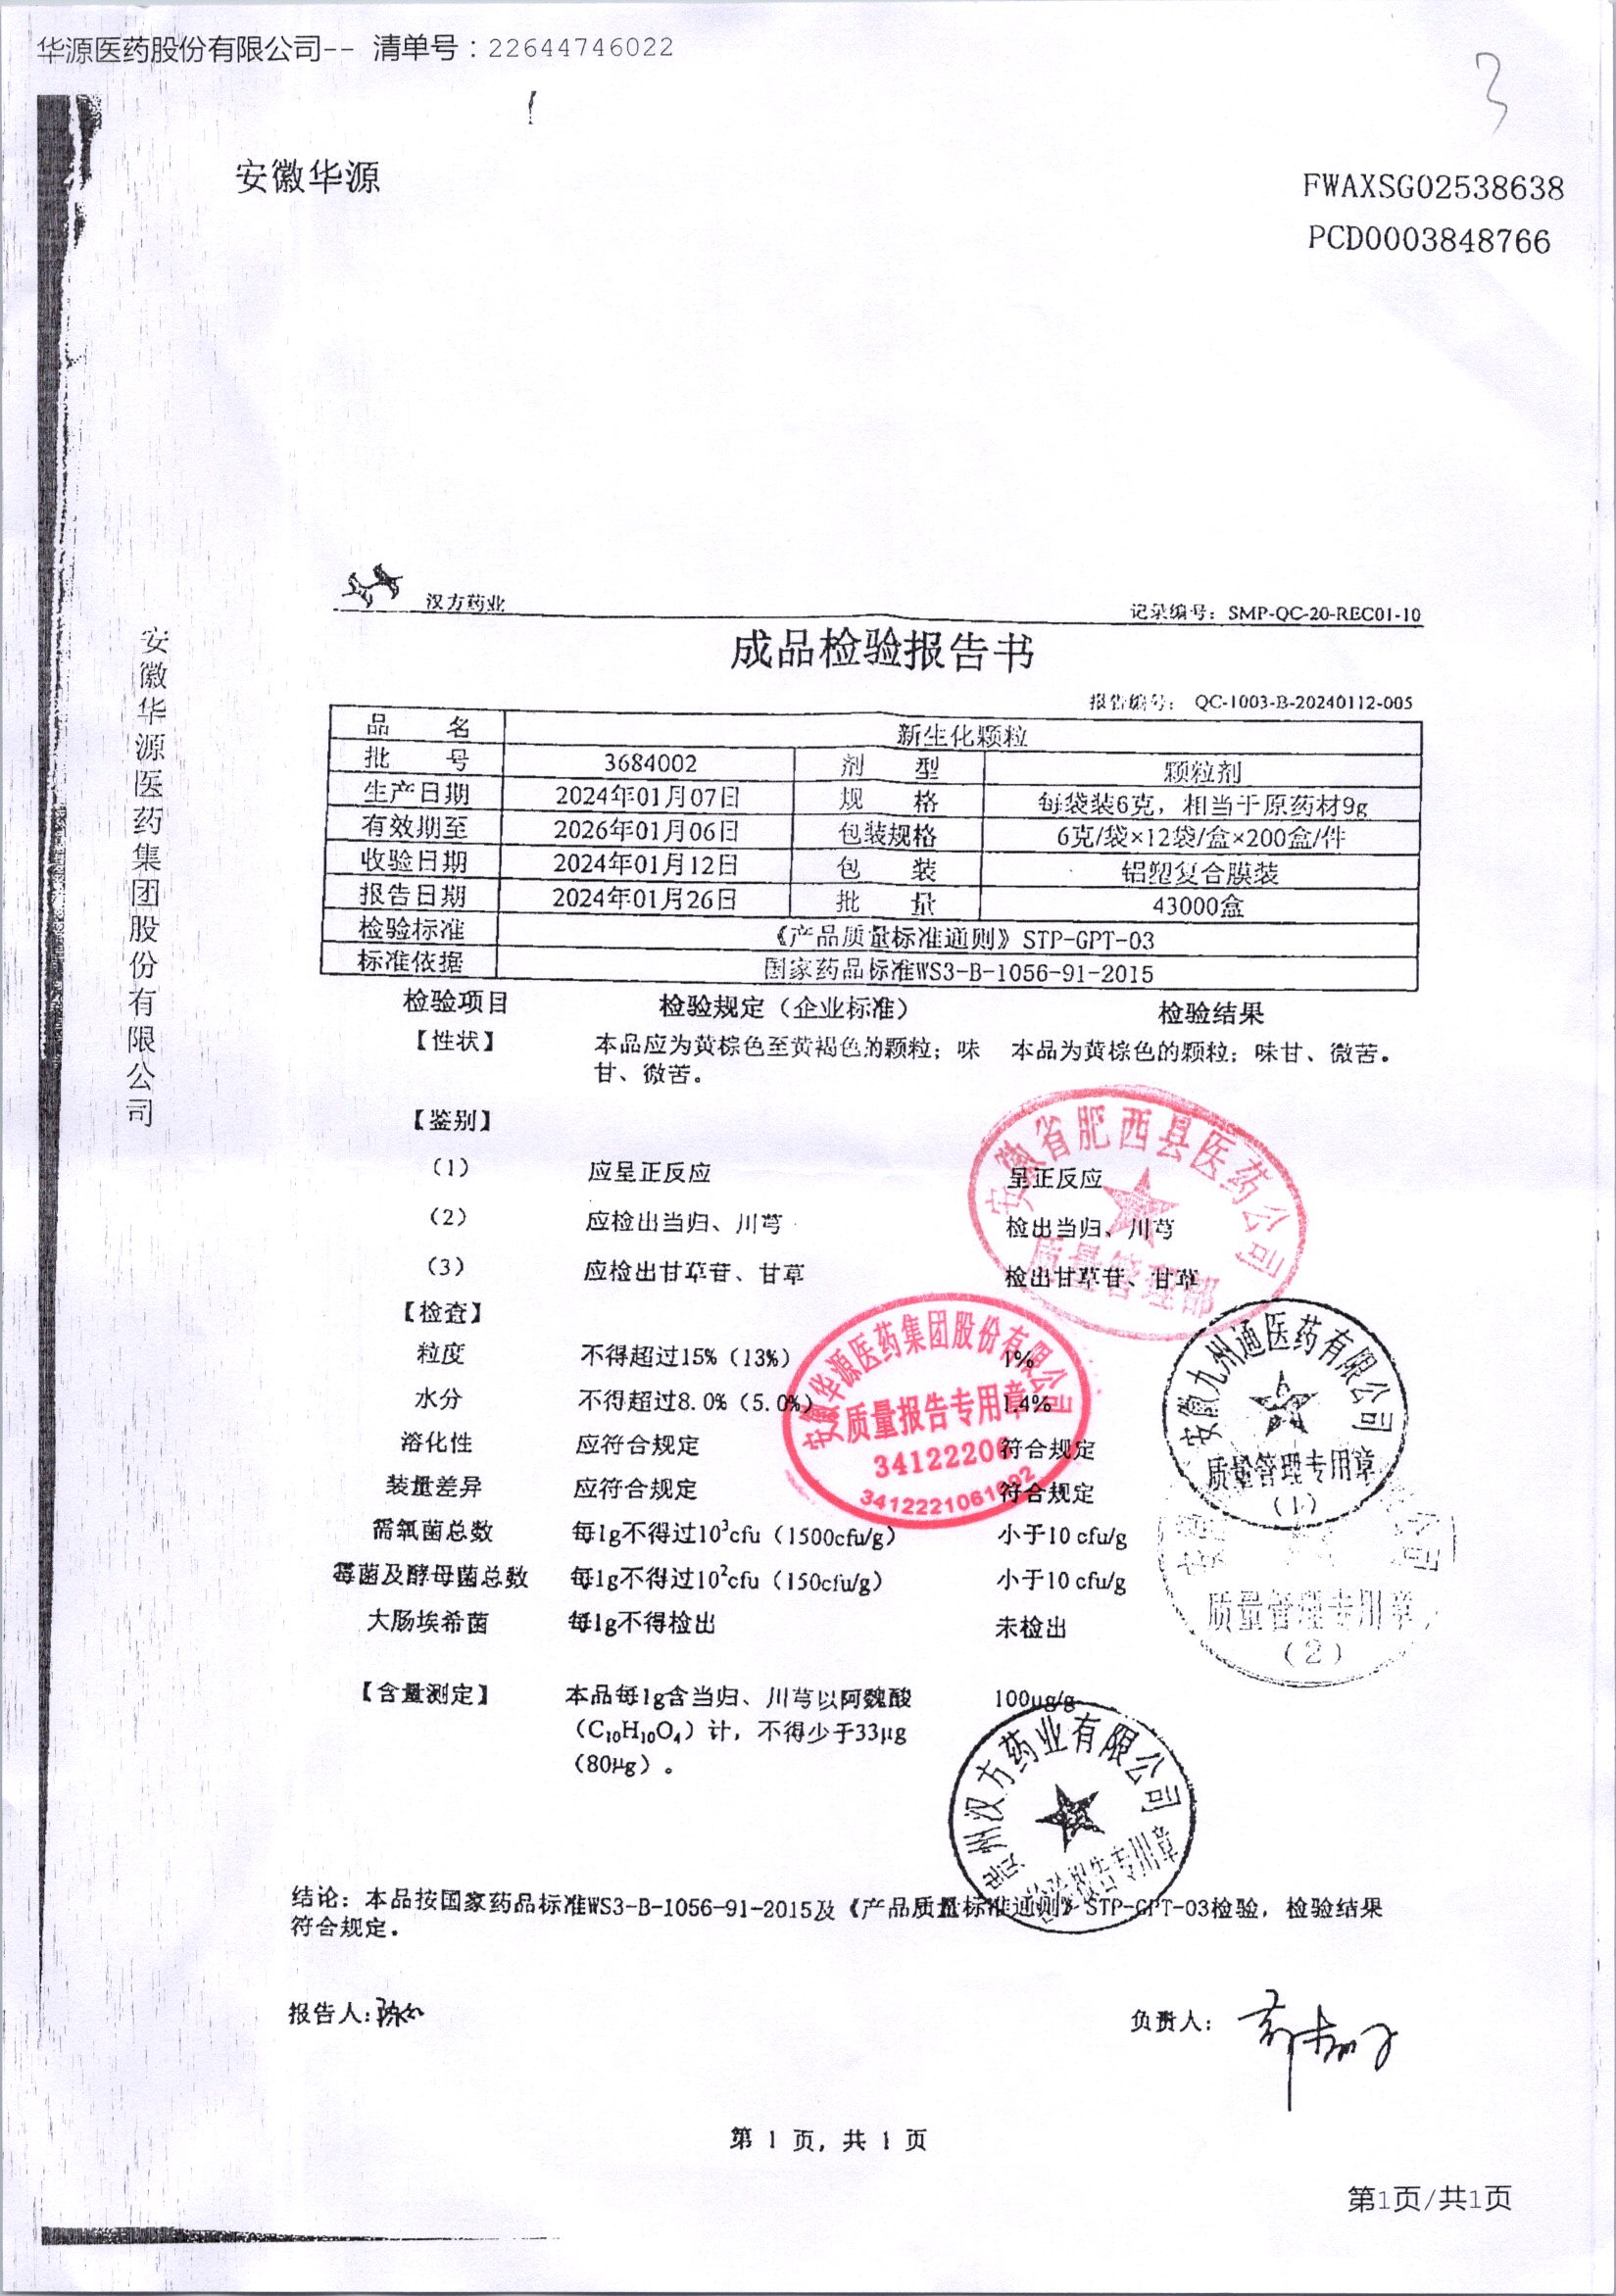 华源医药股份有限公司-- 清单号：22644746022
3
安徽华源
FWAXSG02538638
PCD0003848766
安徽华源医药集团股份有限公司
汉方药业
记录编号：SMP-QC-20-REC01-10
成品检验报告书
报告编号： QC-1003-B-20240112-005
品 名 新生化颗粒
批 号 3684002 剂 型 颗粒剂
生产日期 2024年01月07日 规 格 每袋装6克，相当于原药材9g
有效期至 2026年01月06日 包装规格 6克/袋×12袋/盒×200盒/件
收验日期 2024年01月12日 包 装 铝塑复合膜装
报告日期 2024年01月26日 批 量 43000盒
检验标准 《产品质量标准通则》STP-GPT-03
标准依据 国家药品标准WS3-B-1056-91-2015
检验项目 检验规定（企业标准） 检验结果
【性状】 本品应为黄棕色至黄褐色的颗粒；味 本品为黄棕色的颗粒；味甘、微苦。
甘、微苦。
【鉴别】
（1） 应呈正反应 呈正反应
（2） 应检出当归、川芎 检出当归、川芎
（3） 应检出甘草苷、甘草 检出甘草苷、甘草
【检查】
粒度 不得超过15%（13%） 1%
水分 不得超过8.0%（5.0%） 1.4%
溶化性 应符合规定 符合规定
装量差异 应符合规定 符合规定
需氧菌总数 每1g不得过10³cfu（1500cfu/g） 小于10 cfu/g
霉菌及酵母菌总数 每1g不得过10²cfu（150cfu/g） 小于10 cfu/g
大肠埃希菌 每1g不得检出 未检出
【含量测定】 本品每1g含当归、川芎以阿魏酸 100μg/g
（C₁₀H₁₀O₄）计，不得少于33μg
（80μg）。
安徽省肥西县医药公司
质量管理部
安徽华源医药集团股份有限公司
质量报告专用章
34122206
安徽九州通医药有限公司
质量管理专用章
（1）
质量管理专用章
（2）
贵州汉方药业有限公司
检验报告专用章
结论：本品按国家药品标准WS3-B-1056-91-2015及《产品质量标准通则》STP-GPT-03检验，检验结果
符合规定。
报告人:
负责人：
第 1 页，共 1 页
第1页/共1页